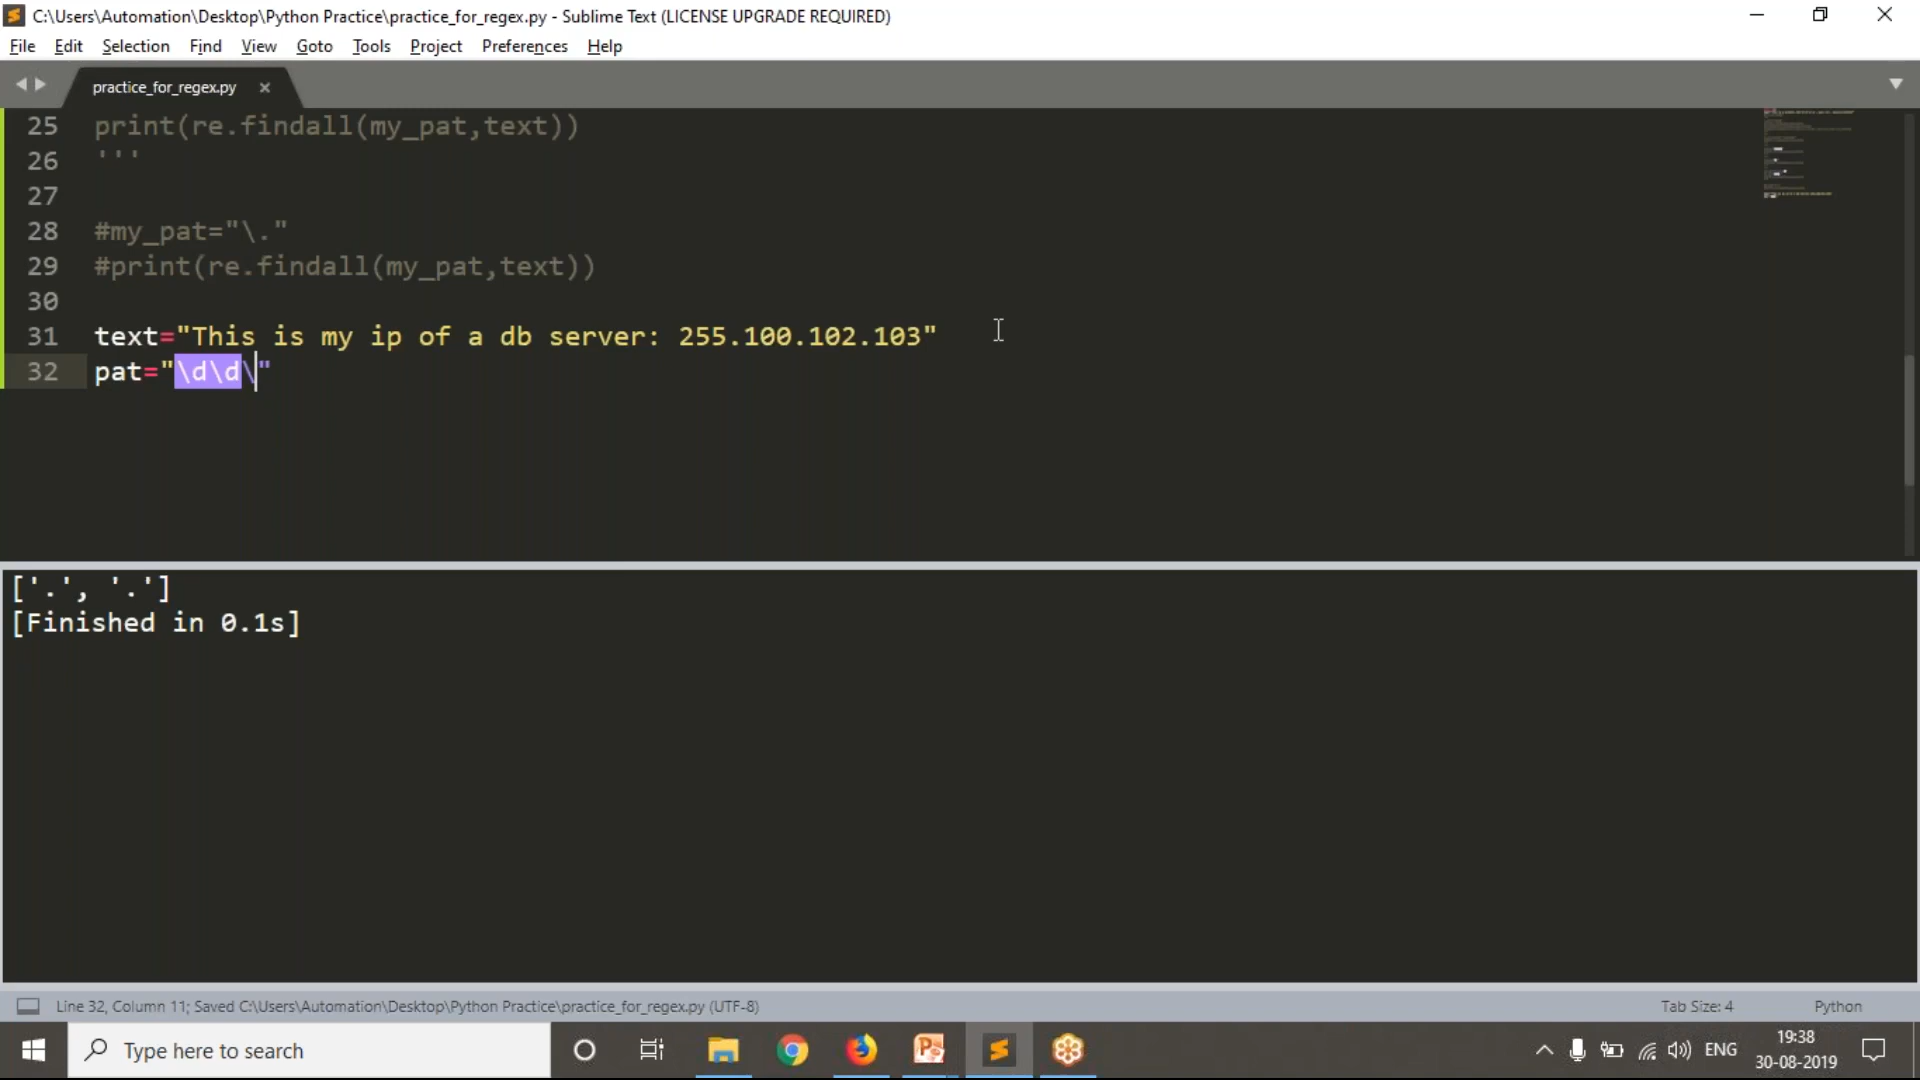 C:\Users\Automation\Desktop\Python Practice\practice_for_regex.py - Sublime Text (LICENSE UPGRADE REQUIRED)
File Edit Selection Find View Goto Tools Project Preferences Help
practice_for_regex.py ×
25 print(re.findall(my_pat,text))
26 '''
27
28 #my_pat="\."
29 #print(re.findall(my_pat,text))
30
31 text="This is my ip of a db server: 255.100.102.103"
32 pat="\d\d\"
['.', '.']
[Finished in 0.1s]
Line 32, Column 11; Saved C:\Users\Automation\Desktop\Python Practice\practice_for_regex.py (UTF-8) Tab Size: 4 Python
Type here to search ENG 19:38
30-08-2019